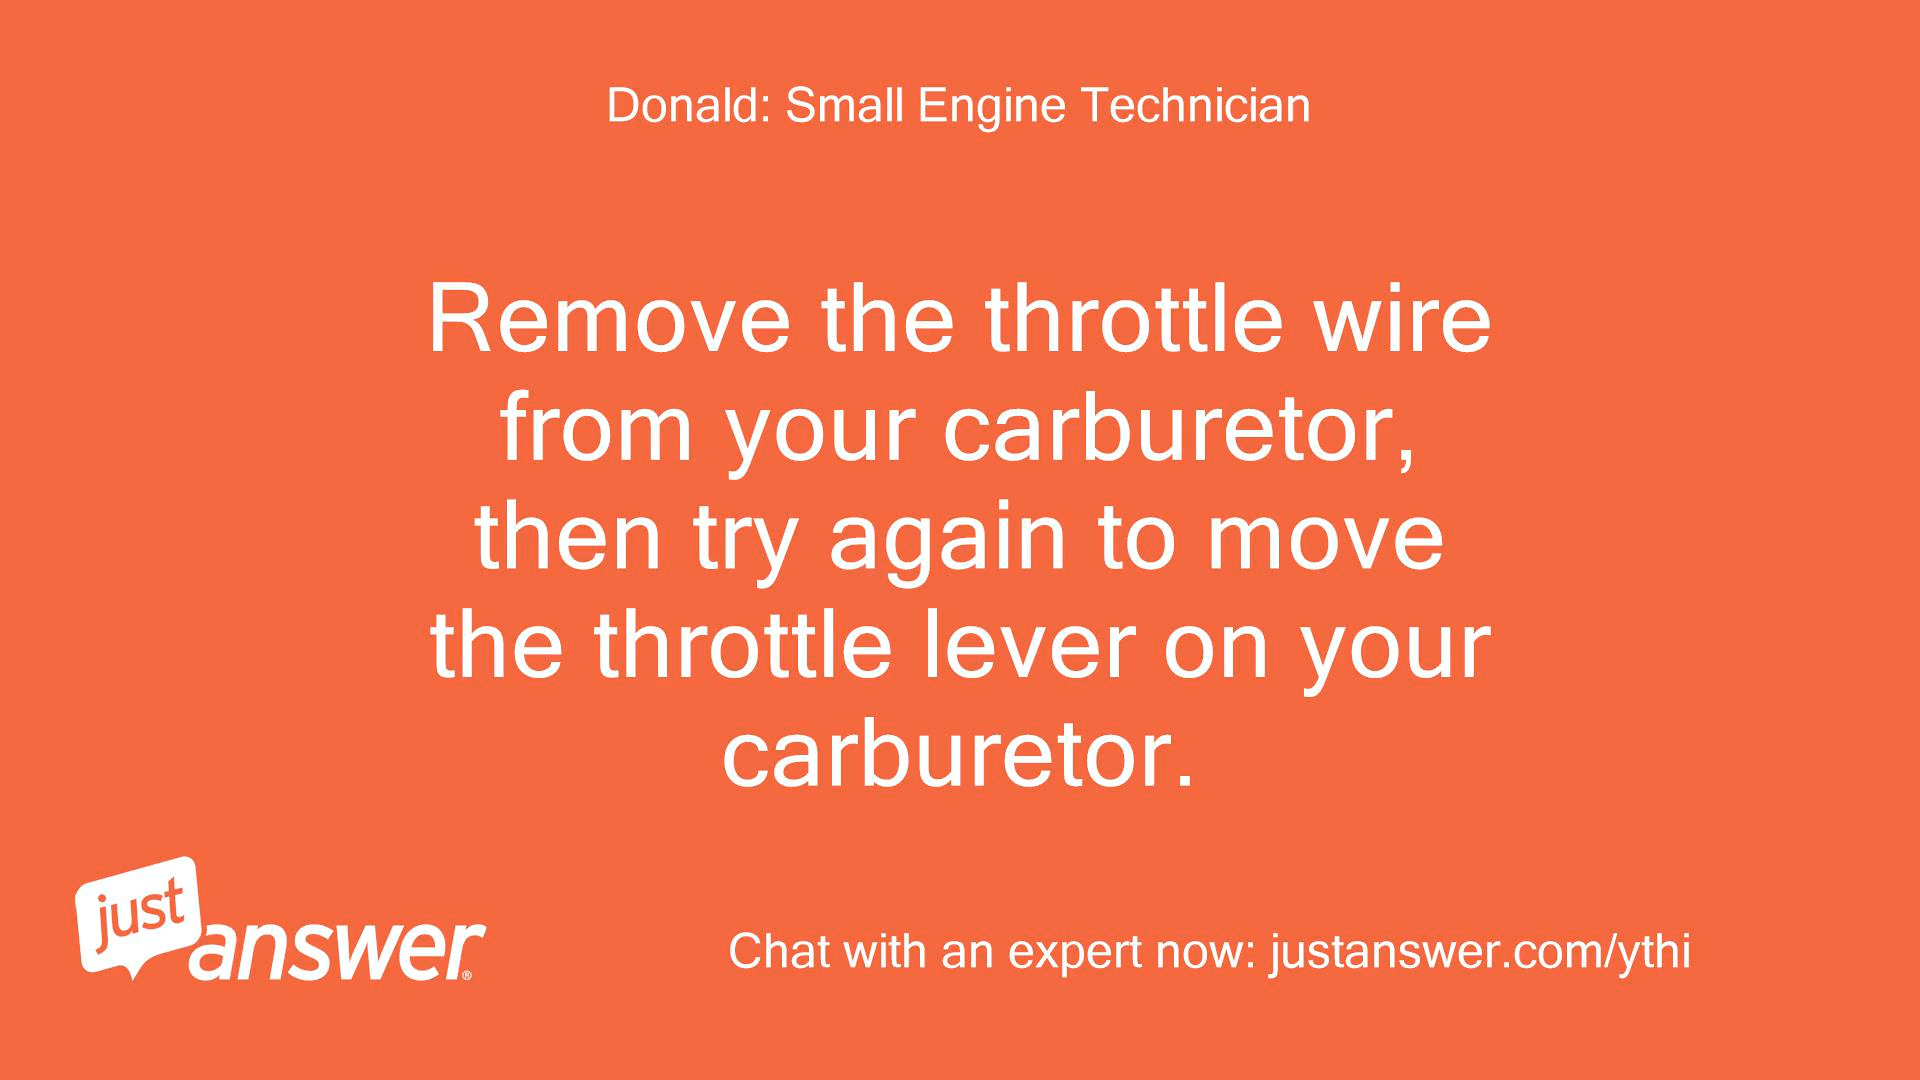 Donald: Small Engine Technician
Remove the throttle wire
from your carburetor,
then try again to move
the throttle lever on your
carburetor.
just
answer®
Chat with an expert now: justanswer.com/ythi